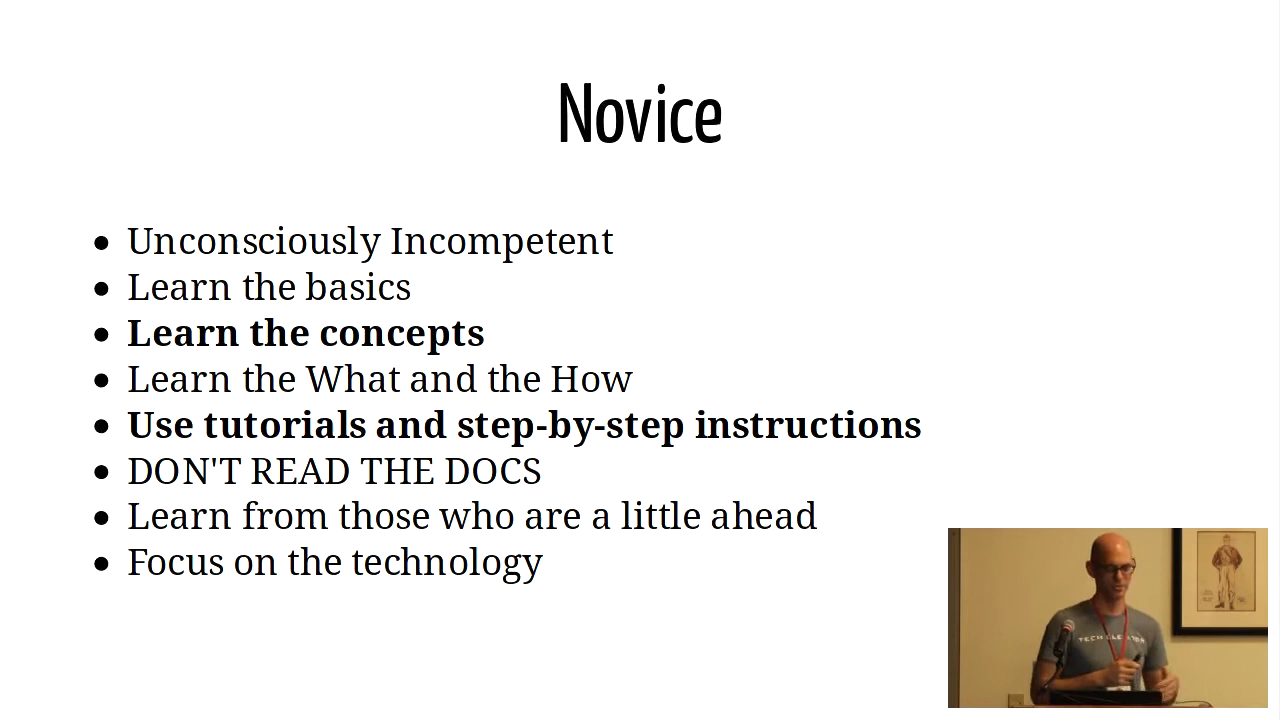 Novice
Unconsciously Incompetent
Learn the basics
Learn the concepts
Learn the What and the How
Use tutorials and step-by-step instructions
DON'T READ THE DOCS
Learn from those who are a little ahead
Focus on the technology
TECH